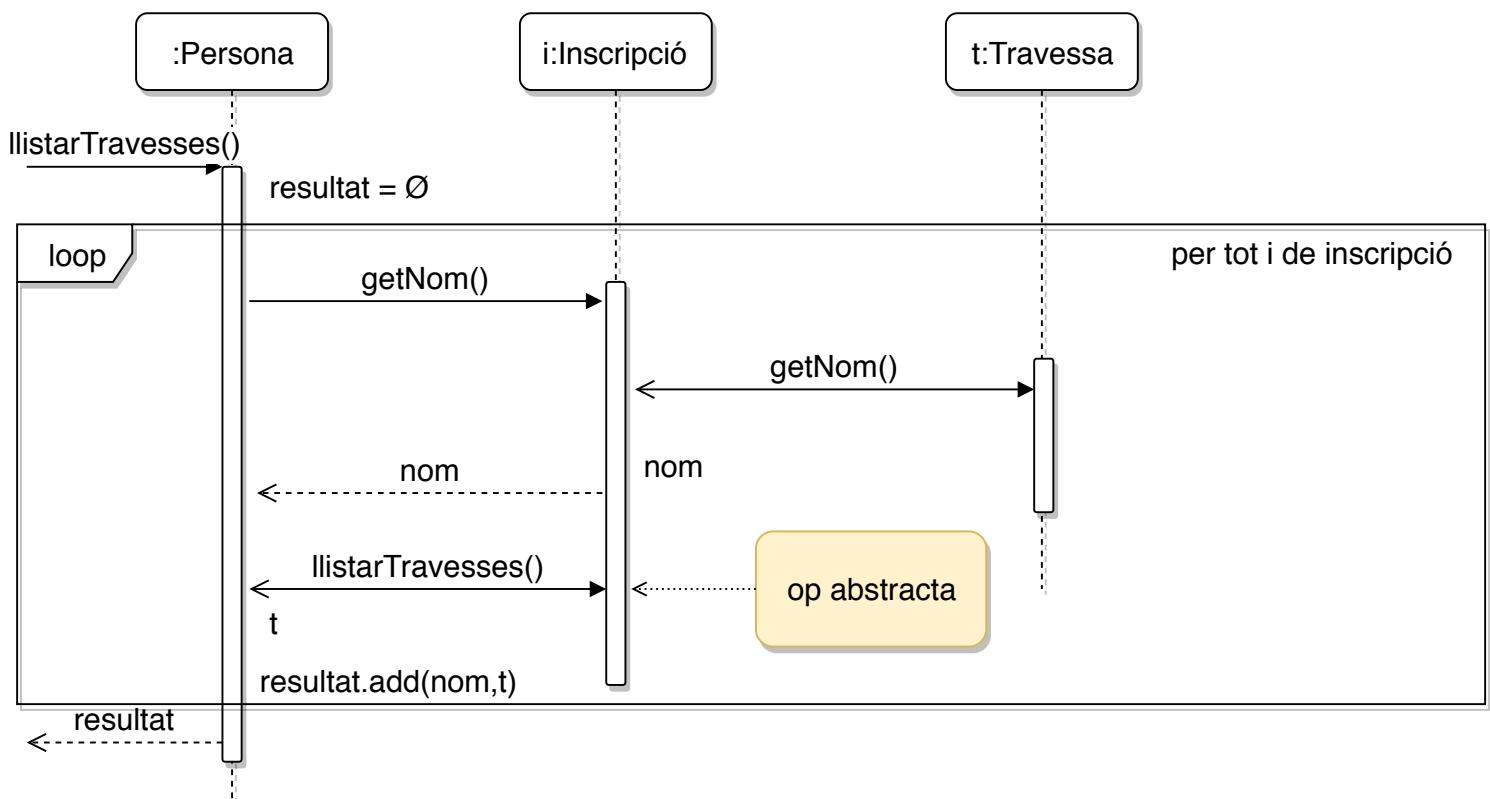 :Persona
i:Inscripció
t:Travessa
llistarTravesses()
resultat = Ø
loop
per tot i de inscripció
getNom()
getNom()
nom
nom
llistarTravesses()
op abstracta
t
resultat.add(nom,t)
resultat